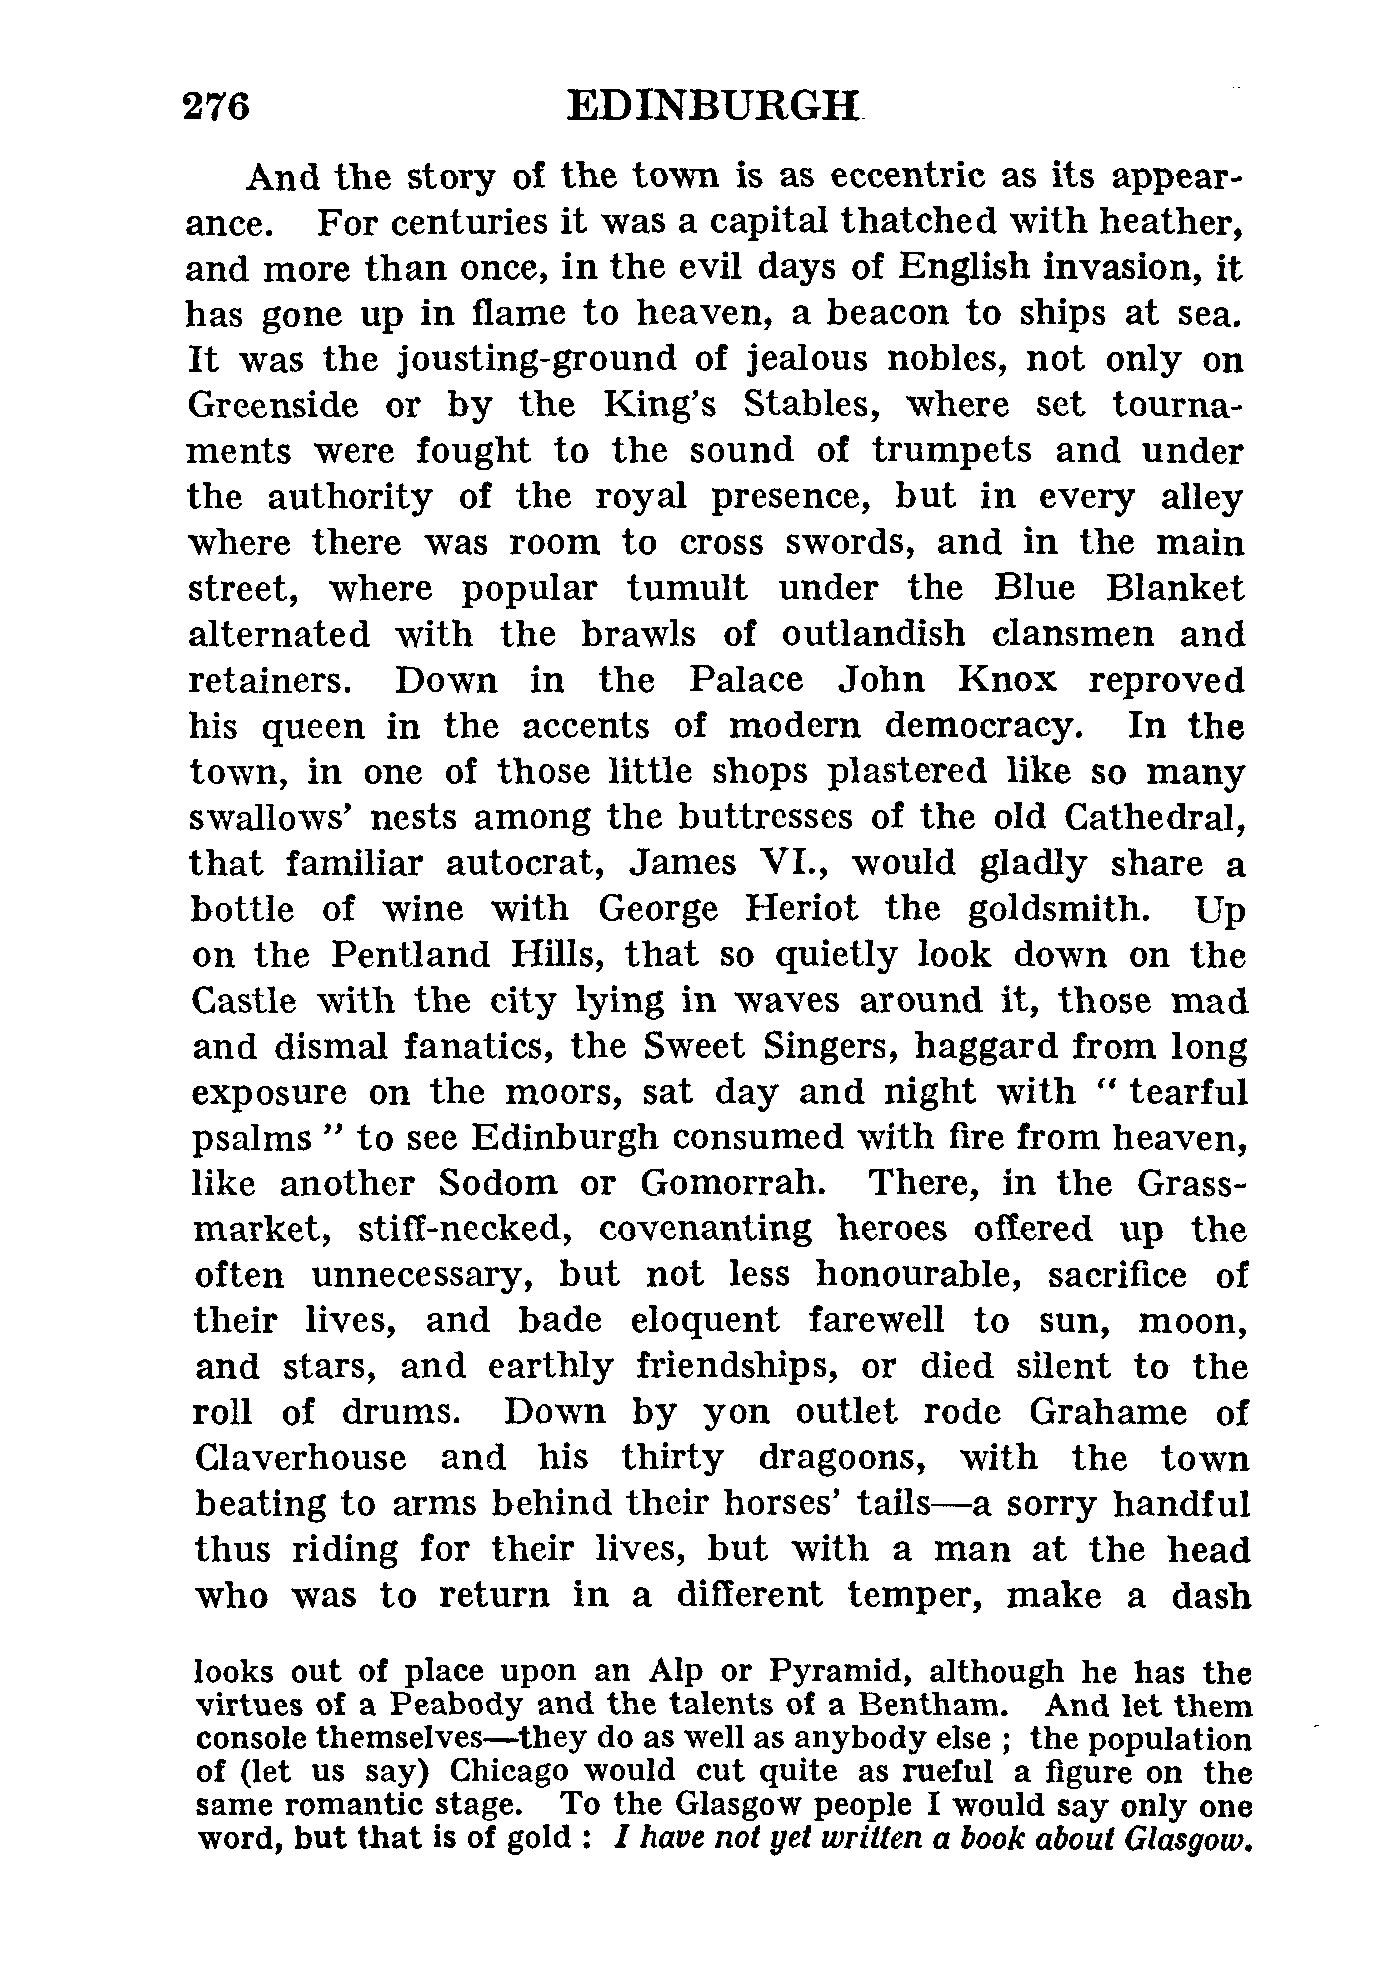 276 EDINBURGH
And the story of the town is as eccentric as its appear-
ance. For centuries it was a capital thatched with heather,
and more than once, in the evil days of English invasion, it
has gone up in flame to heaven, a beacon to ships at sea.
It was the jousting-ground of jealous nobles, not only on
Greenside or by the King's Stables, where set tourna-
ments were fought to the sound of trumpets and under
the authority of the royal presence, but in every alley
where there was room to cross swords, and in the main
street, where popular tumult under the Blue Blanket
alternated with the brawls of outlandish clansmen and
retainers. Down in the Palace John Knox reproved
his queen in the accents of modern democracy. In the
town, in one of those little shops plastered like so many
swallows' nests among the buttresses of the old Cathedral,
that familiar autocrat, James VI., would gladly share a
bottle of wine with George Heriot the goldsmith. Up
on the Pentland Hills, that so quietly look down on the
Castle with the city lying in waves around it, those mad
and dismal fanatics, the Sweet Singers, haggard from long
exposure on the moors, sat day and night with " tearful
psalms " to see Edinburgh consumed with fire from heaven,
like another Sodom or Gomorrah. There, in the Grass-
market, stiff-necked, covenanting heroes offered up the
often unnecessary, but not less honourable, sacrifice of
their lives, and bade eloquent farewell to sun, moon,
and stars, and earthly friendships, or died silent to the
roll of drums. Down by yon outlet rode Grahame of
Claverhouse and his thirty dragoons, with the town
beating to arms behind their horses' tails—a sorry handful
thus riding for their lives, but with a man at the head
who was to return in a different temper, make a dash
looks out of place upon an Alp or Pyramid, although he has the
virtues of a Peabody and the talents of a Bentham. And let them
console themselves—they do as well as anybody else ; the population
of (let us say) Chicago would cut quite as rueful a figure on the
same romantic stage. To the Glasgow people I would say only one
word, but that is of gold : I have not yet written a book about Glasgow.